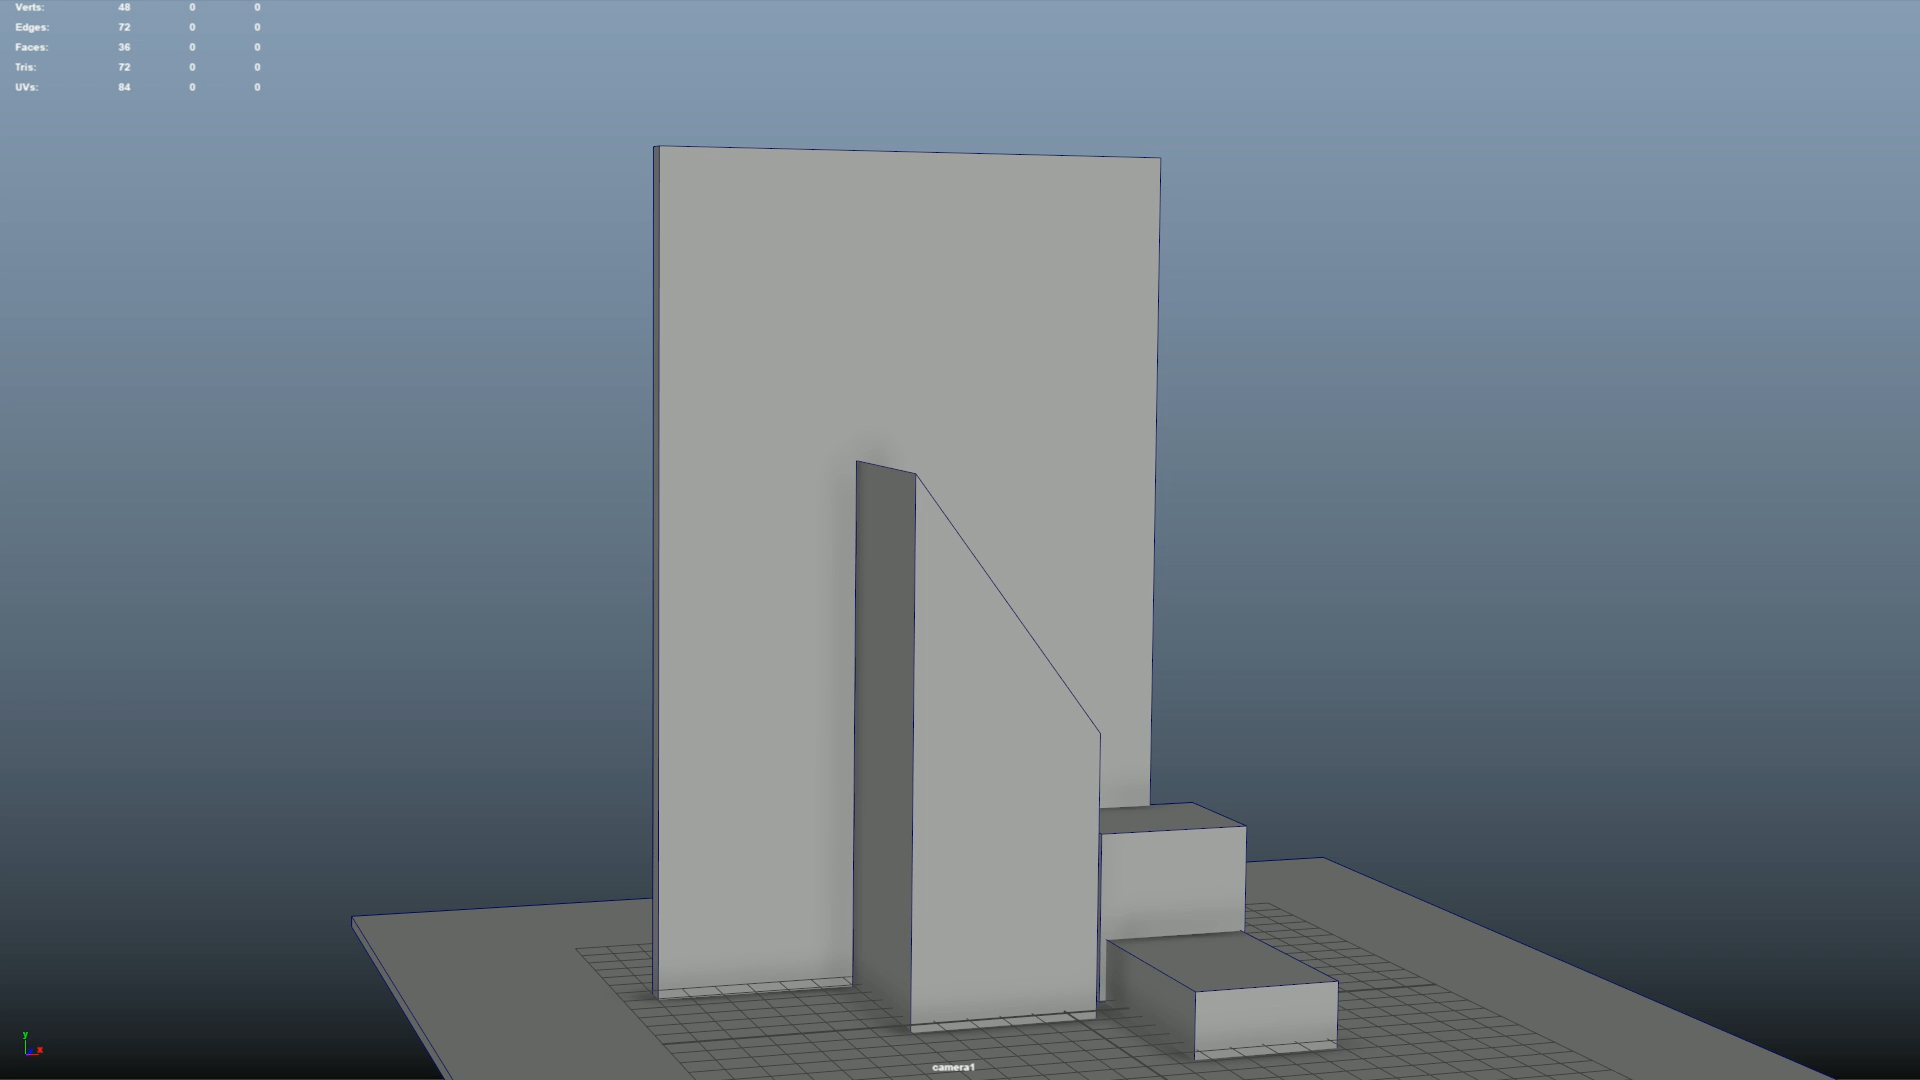 Verts: 48 0 0
Edges: 72 0 0
Faces: 36 0 0
Tris: 72 0 0
UVs: 84 0 0
y
x
camera1